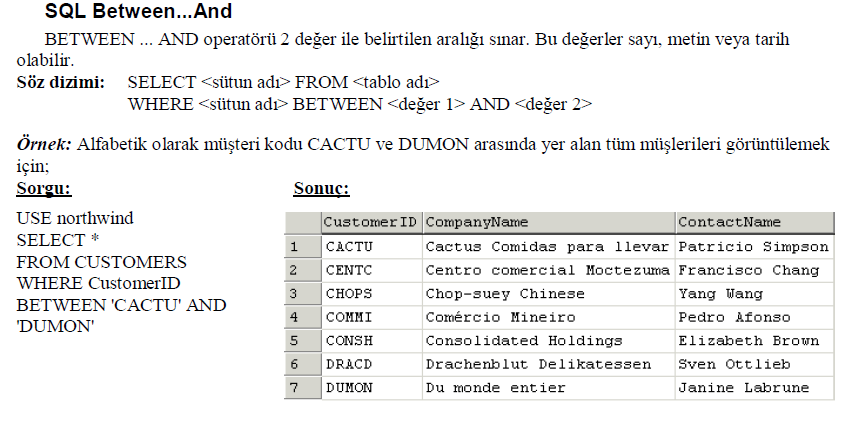 SQL Between...And
BETWEEN ... AND operatörü 2 değer ile belirtilen aralığı sınar. Bu değerler sayı, metin veya tarih
olabilir.
Söz dizimi: SELECT <sütun adı> FROM <tablo adı>
WHERE <sütun adı> BETWEEN <değer 1> AND <değer 2>
Örnek: Alfabetik olarak müşteri kodu CACTU ve DUMON arasında yer alan tüm müşlerileri görüntülemek
için;
Sorgu:
USE northwind
SELECT *
FROM CUSTOMERS
WHERE CustomerID
BETWEEN 'CACTU' AND
'DUMON'
Sonuç:
CustomerID CompanyName ContactName
1 CACTU Cactus Comidas para llevar Patricio Simpson
2 CENTC Centro comercial Moctezuma Francisco Chang
3 CHOPS Chop-suey Chinese Yang Wang
4 COMMI Comércio Mineiro Pedro Afonso
5 CONSH Consolidated Holdings Elizabeth Brown
6 DRACD Drachenblut Delikatessen Sven Ottlieb
7 DUMON Du monde entier Janine Labrune